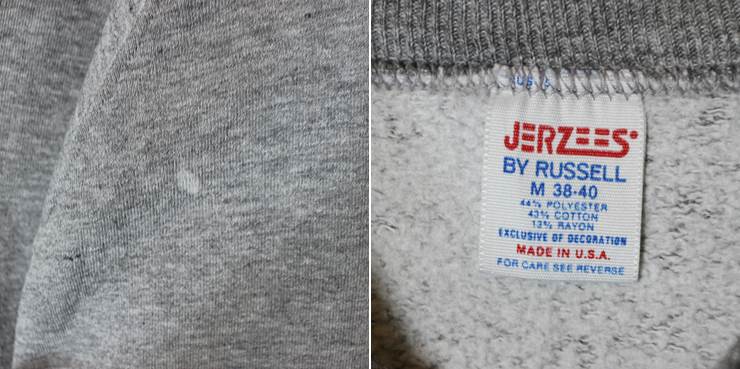 JERZEES
BY RUSSELL
M 38-40
44% POLYESTER
43% COTTON
13% RAYON
EXCLUSIVE OF DECORATION
MADE IN U.S.A.
FOR CARE SEE REVERSE